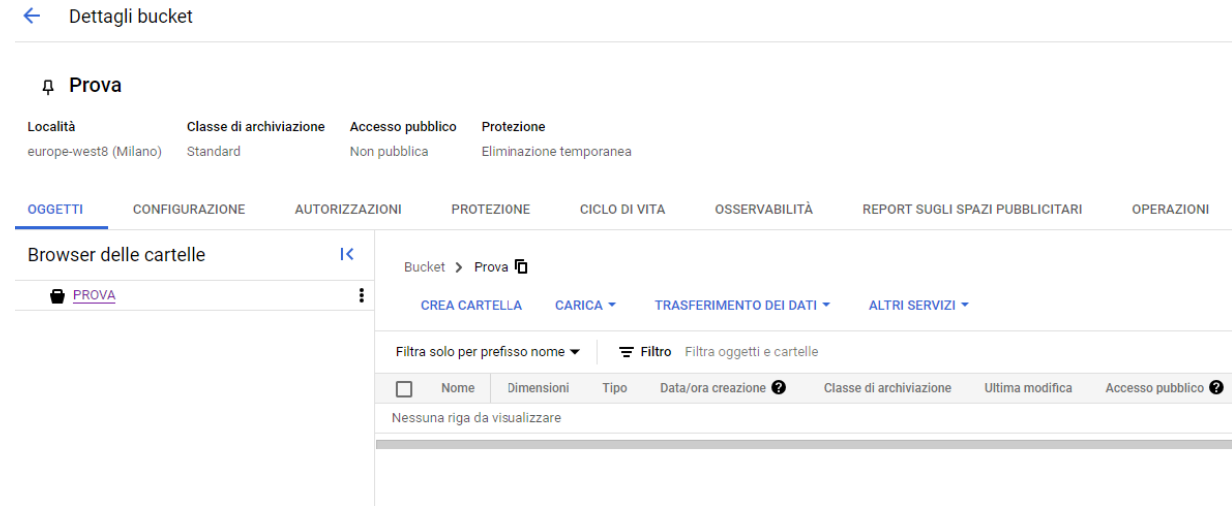 Dettagli bucket
Prova
Località Classe di archiviazione Accesso pubblico Protezione
europe-west8 (Milano) Standard Non pubblica Eliminazione temporanea
OGGETTI CONFIGURAZIONE AUTORIZZAZIONI PROTEZIONE CICLO DI VITA OSSERVABILITÀ REPORT SUGLI SPAZI PUBBLICITARI OPERAZIONI
Browser delle cartelle
PROVA
Bucket > Prova
CREA CARTELLA CARICA TRASFERIMENTO DEI DATI ALTRI SERVIZI
Filtra solo per prefisso nome Filtro Filtra oggetti e cartelle
Nome Dimensioni Tipo Data/ora creazione ? Classe di archiviazione Ultima modifica Accesso pubblico ?
Nessuna riga da visualizzare